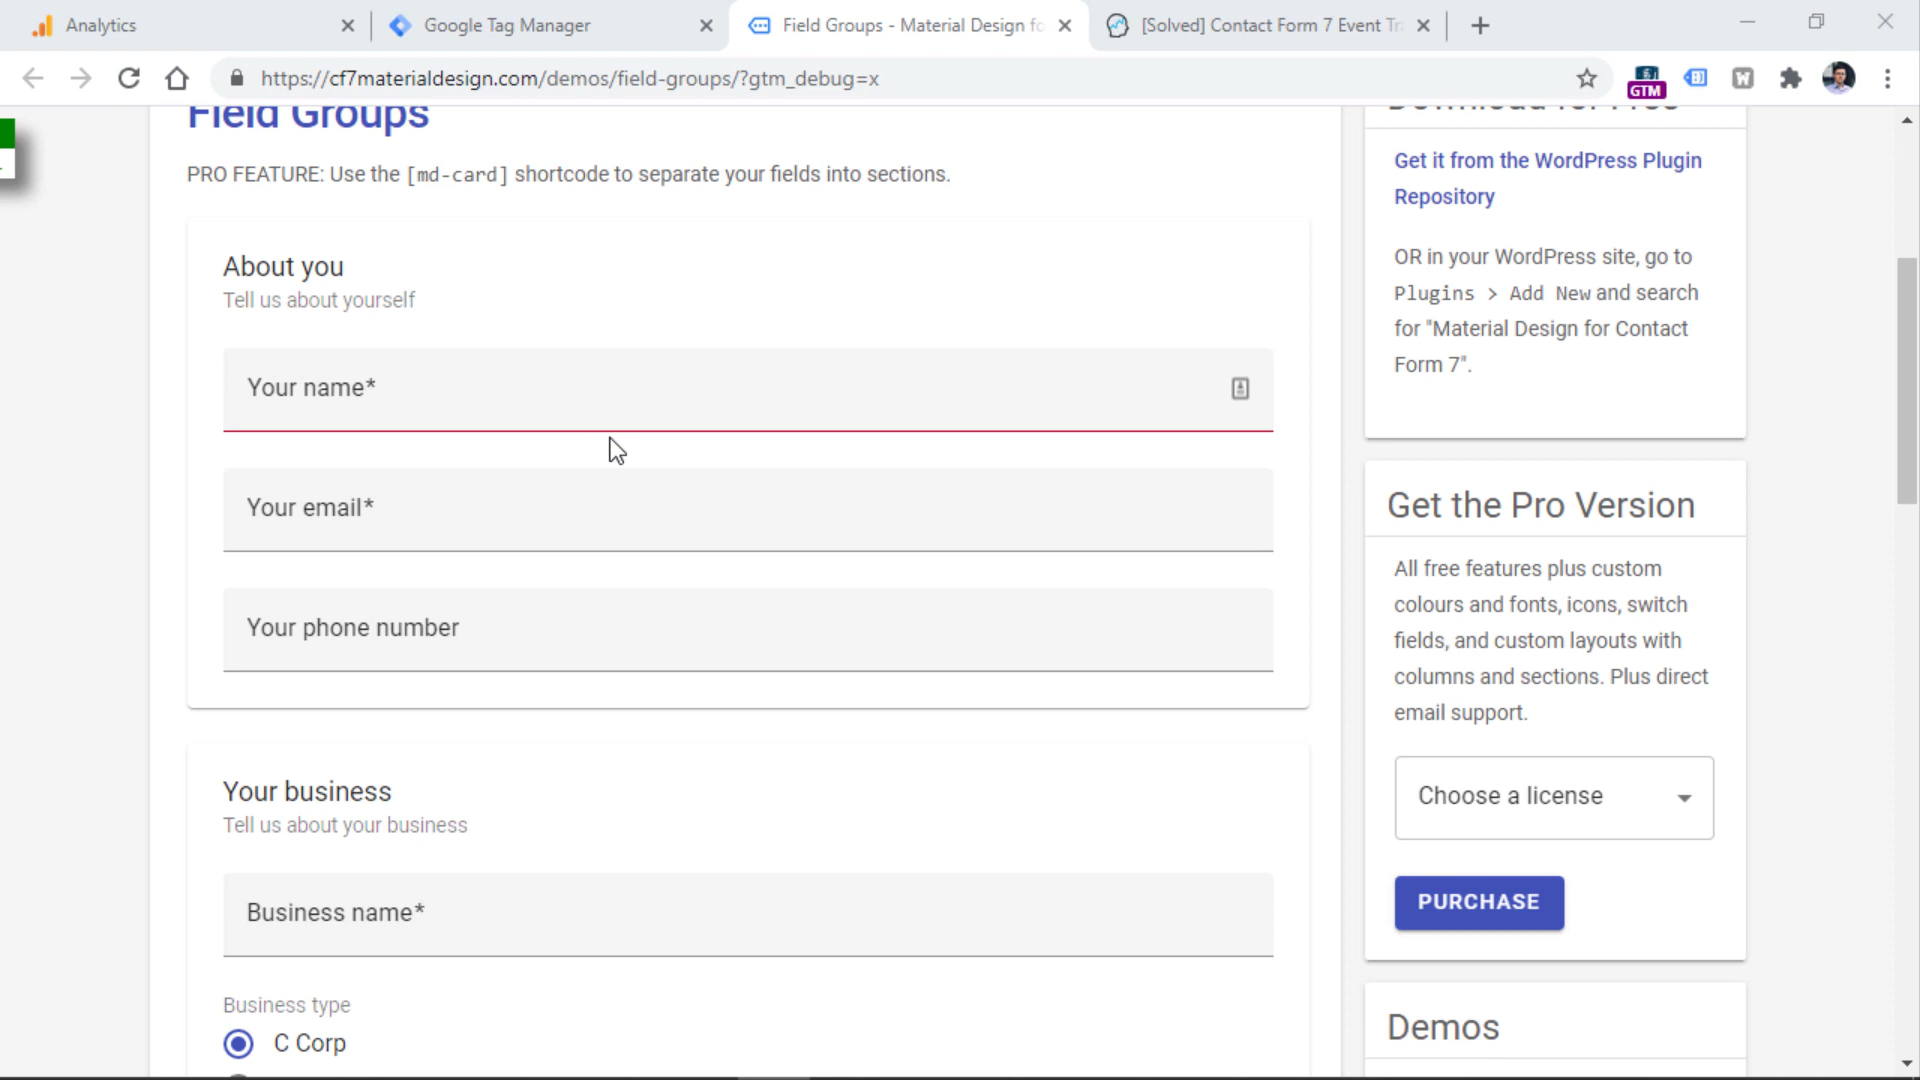 Analytics
Google Tag Manager
Field Groups - Material Design fo
[Solved] Contact Form 7 Event Tr
https://cf7materialdesign.com/demos/field-groups/?gtm_debug=x
GTM
Field Groups
PRO FEATURE: Use the [md-card] shortcode to separate your fields into sections.
About you
Tell us about yourself
Your name*
Your email*
Your phone number
Your business
Tell us about your business
Business name*
Business type
C Corp
Download for Free
Get it from the WordPress Plugin
Repository
OR in your WordPress site, go to
Plugins > Add New and search
for "Material Design for Contact
Form 7".
Get the Pro Version
All free features plus custom
colours and fonts, icons, switch
fields, and custom layouts with
columns and sections. Plus direct
email support.
Choose a license
PURCHASE
Demos